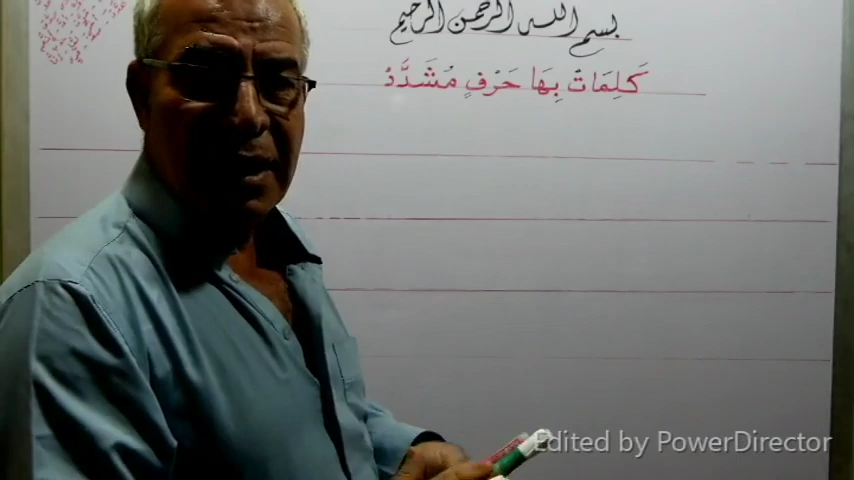 بسم الله الرحمن الرحيم
كَلِمَاتٌ بِهَا حَرْفٍ مُشَدَّدْ
Edited by PowerDirector